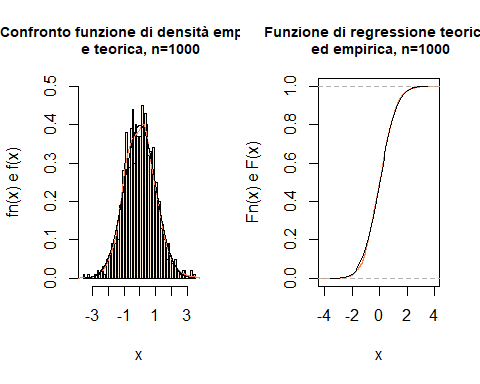 Confronto funzione di densità emp
e teorica, n=1000
fn(x) e f(x)
0.5
0.4
0.3
0.2
0.1
0.0
-3 -1 1 3
x
Funzione di regressione teoric
ed empirica, n=1000
Fn(x) e F(x)
1.0
0.8
0.6
0.4
0.2
0.0
-4 -2 0 2 4
x